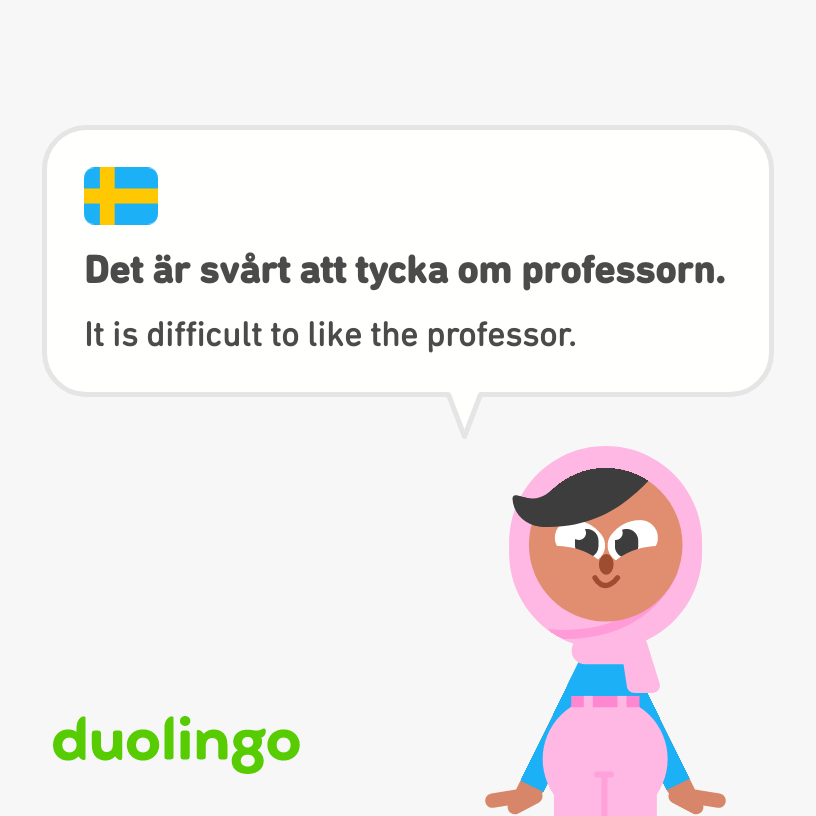 Det är svårt att tycka om professorn.
It is difficult to like the professor.
duolingo